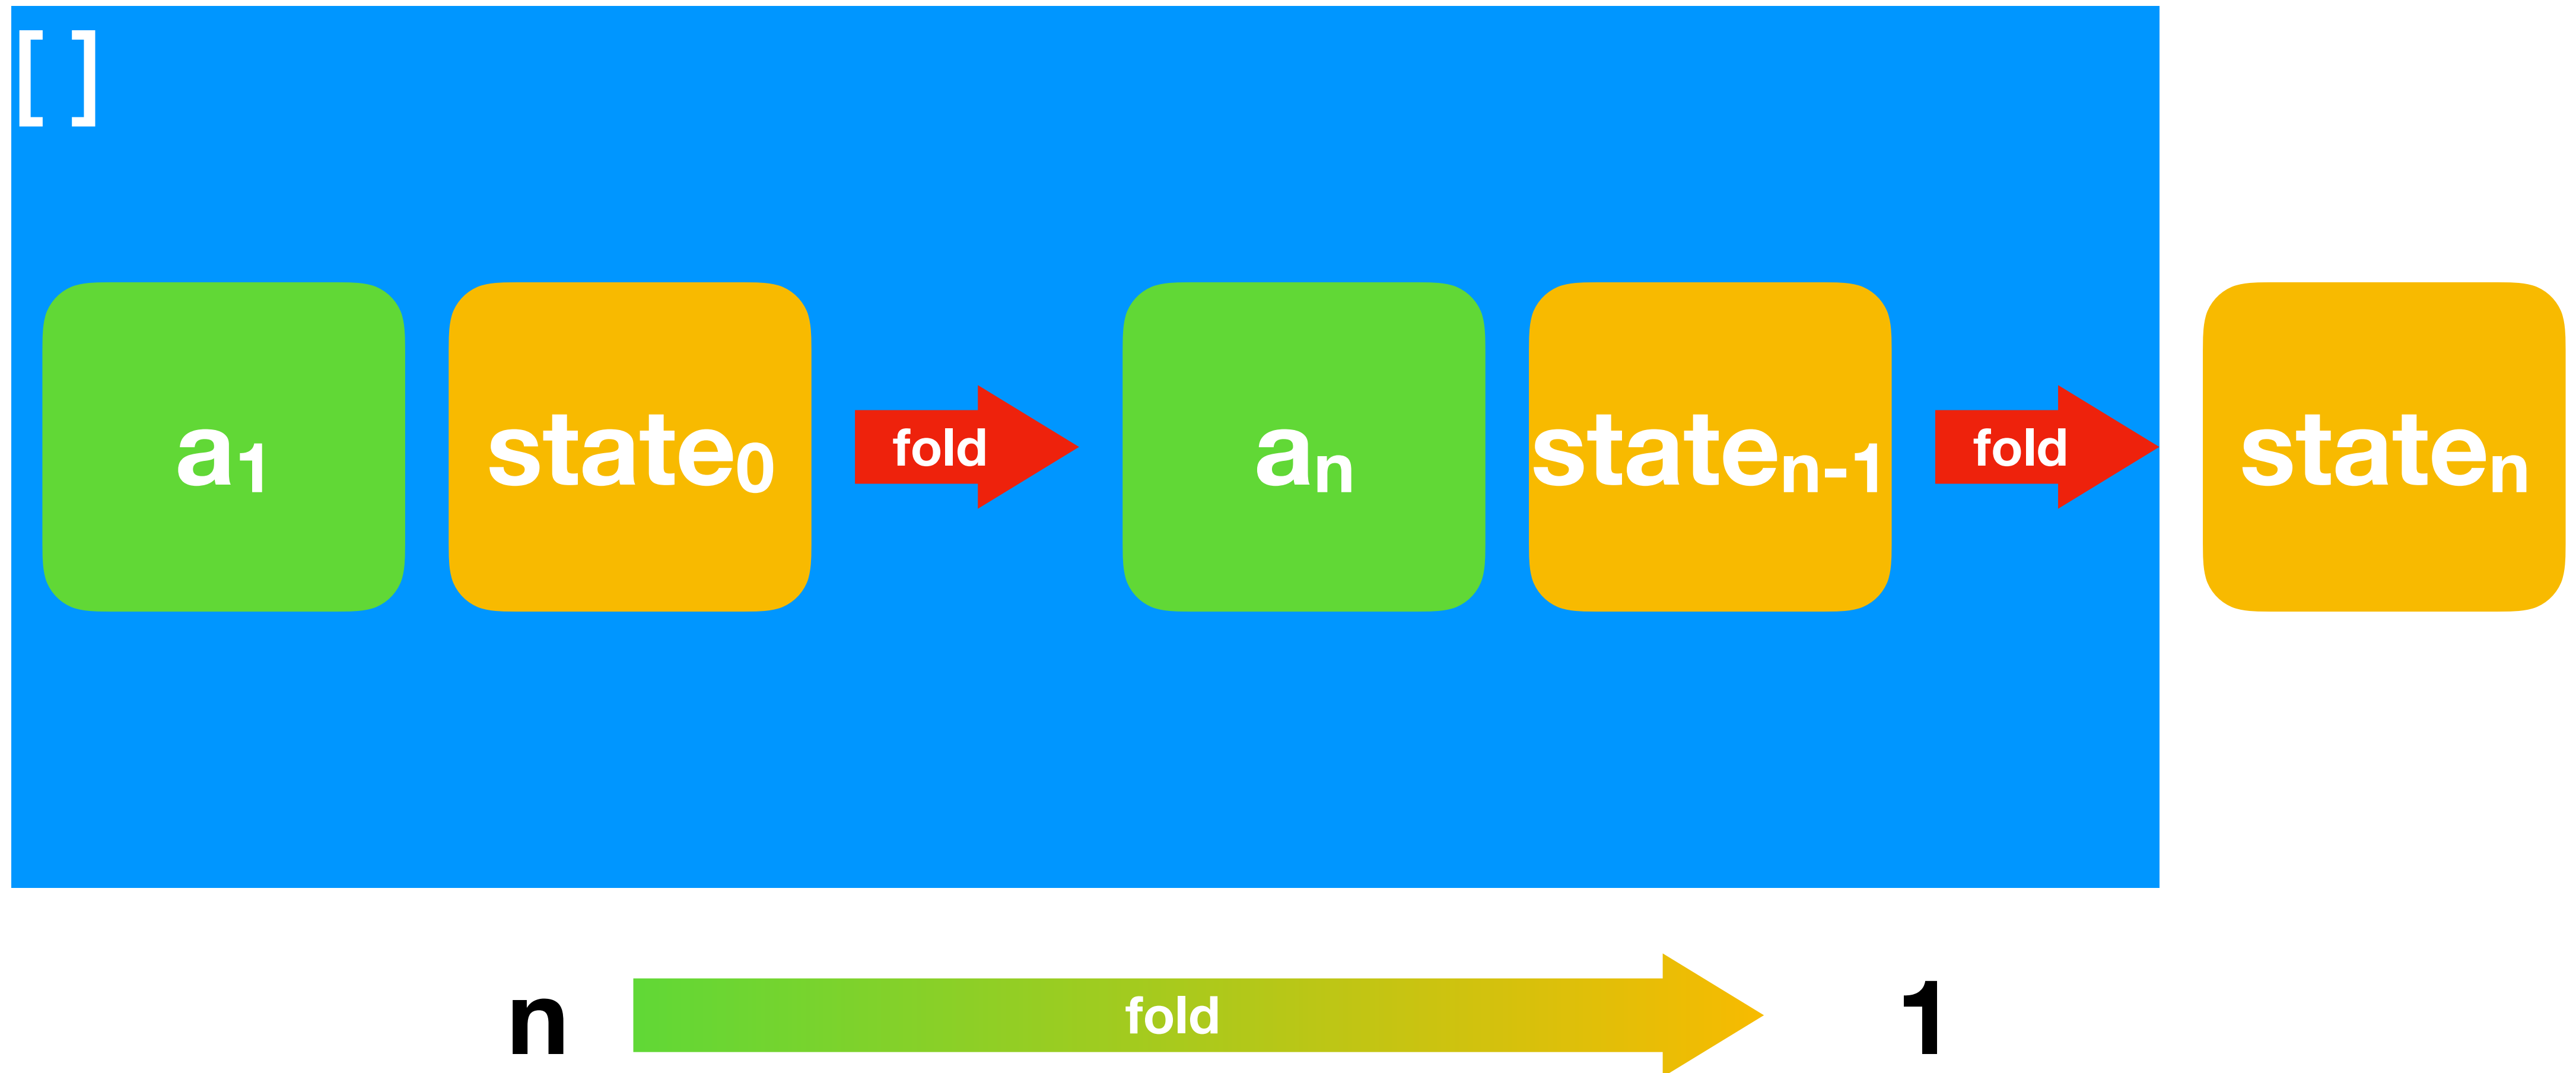 [ ]
a₁ state₀ fold aₙ stateₙ₋₁ fold stateₙ
n fold 1